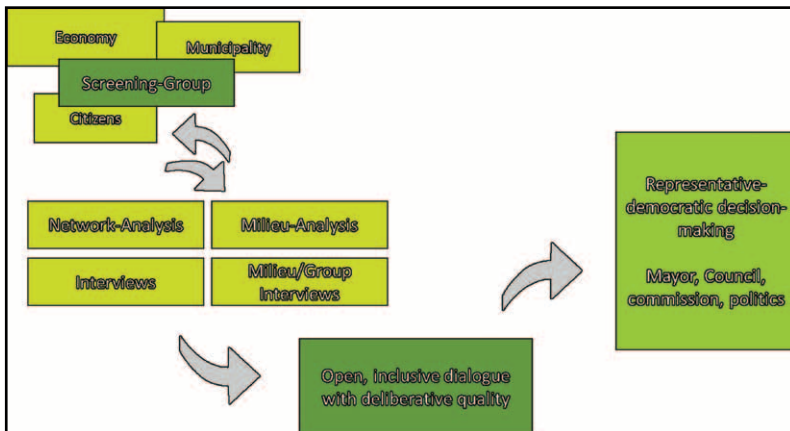 Economy
Municipality
Screening-Group
Citizens
Network-Analysis
Milieu-Analysis
Interviews
Milieu/Group
Interviews
Open, inclusive dialogue
with deliberative quality
Representative-
democratic decision-
making
Mayor, Council,
commission, politics